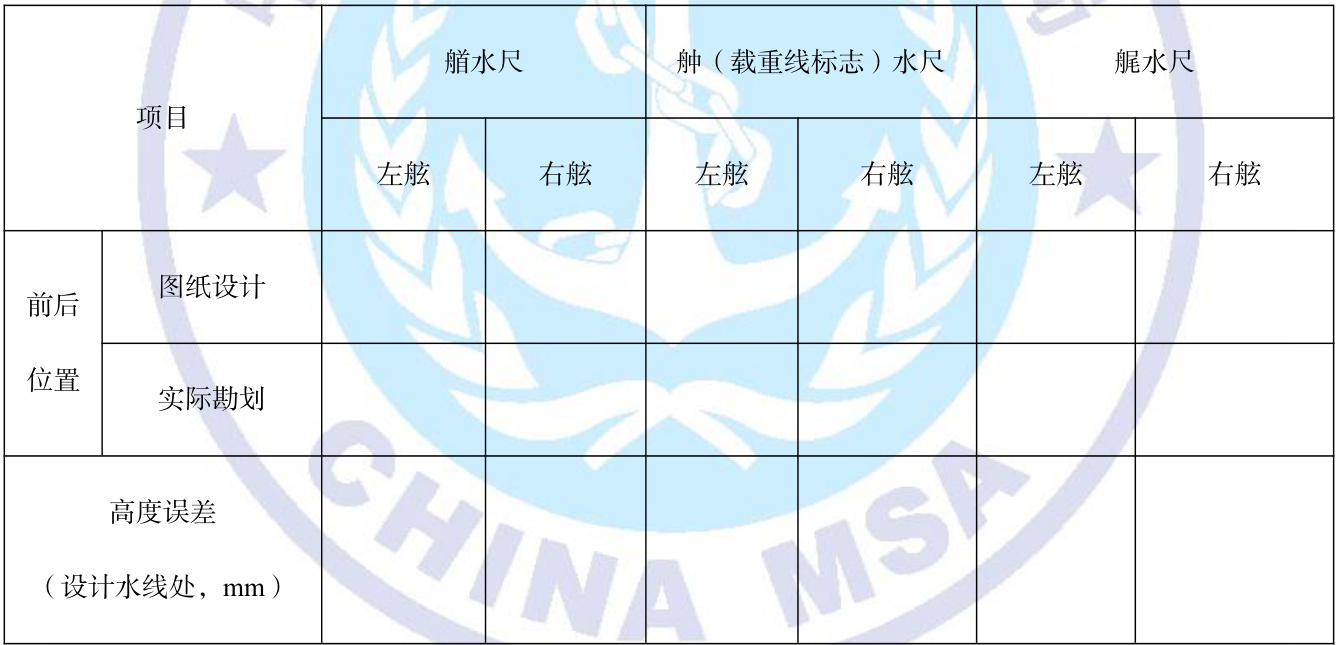 项目
艏水尺
舯（载重线标志）水尺
艉水尺
左舷
右舷
左舷
右舷
左舷
右舷
前后
位置
图纸设计
实际勘划
高度误差
（设计水线处，mm）
CHINA MSA